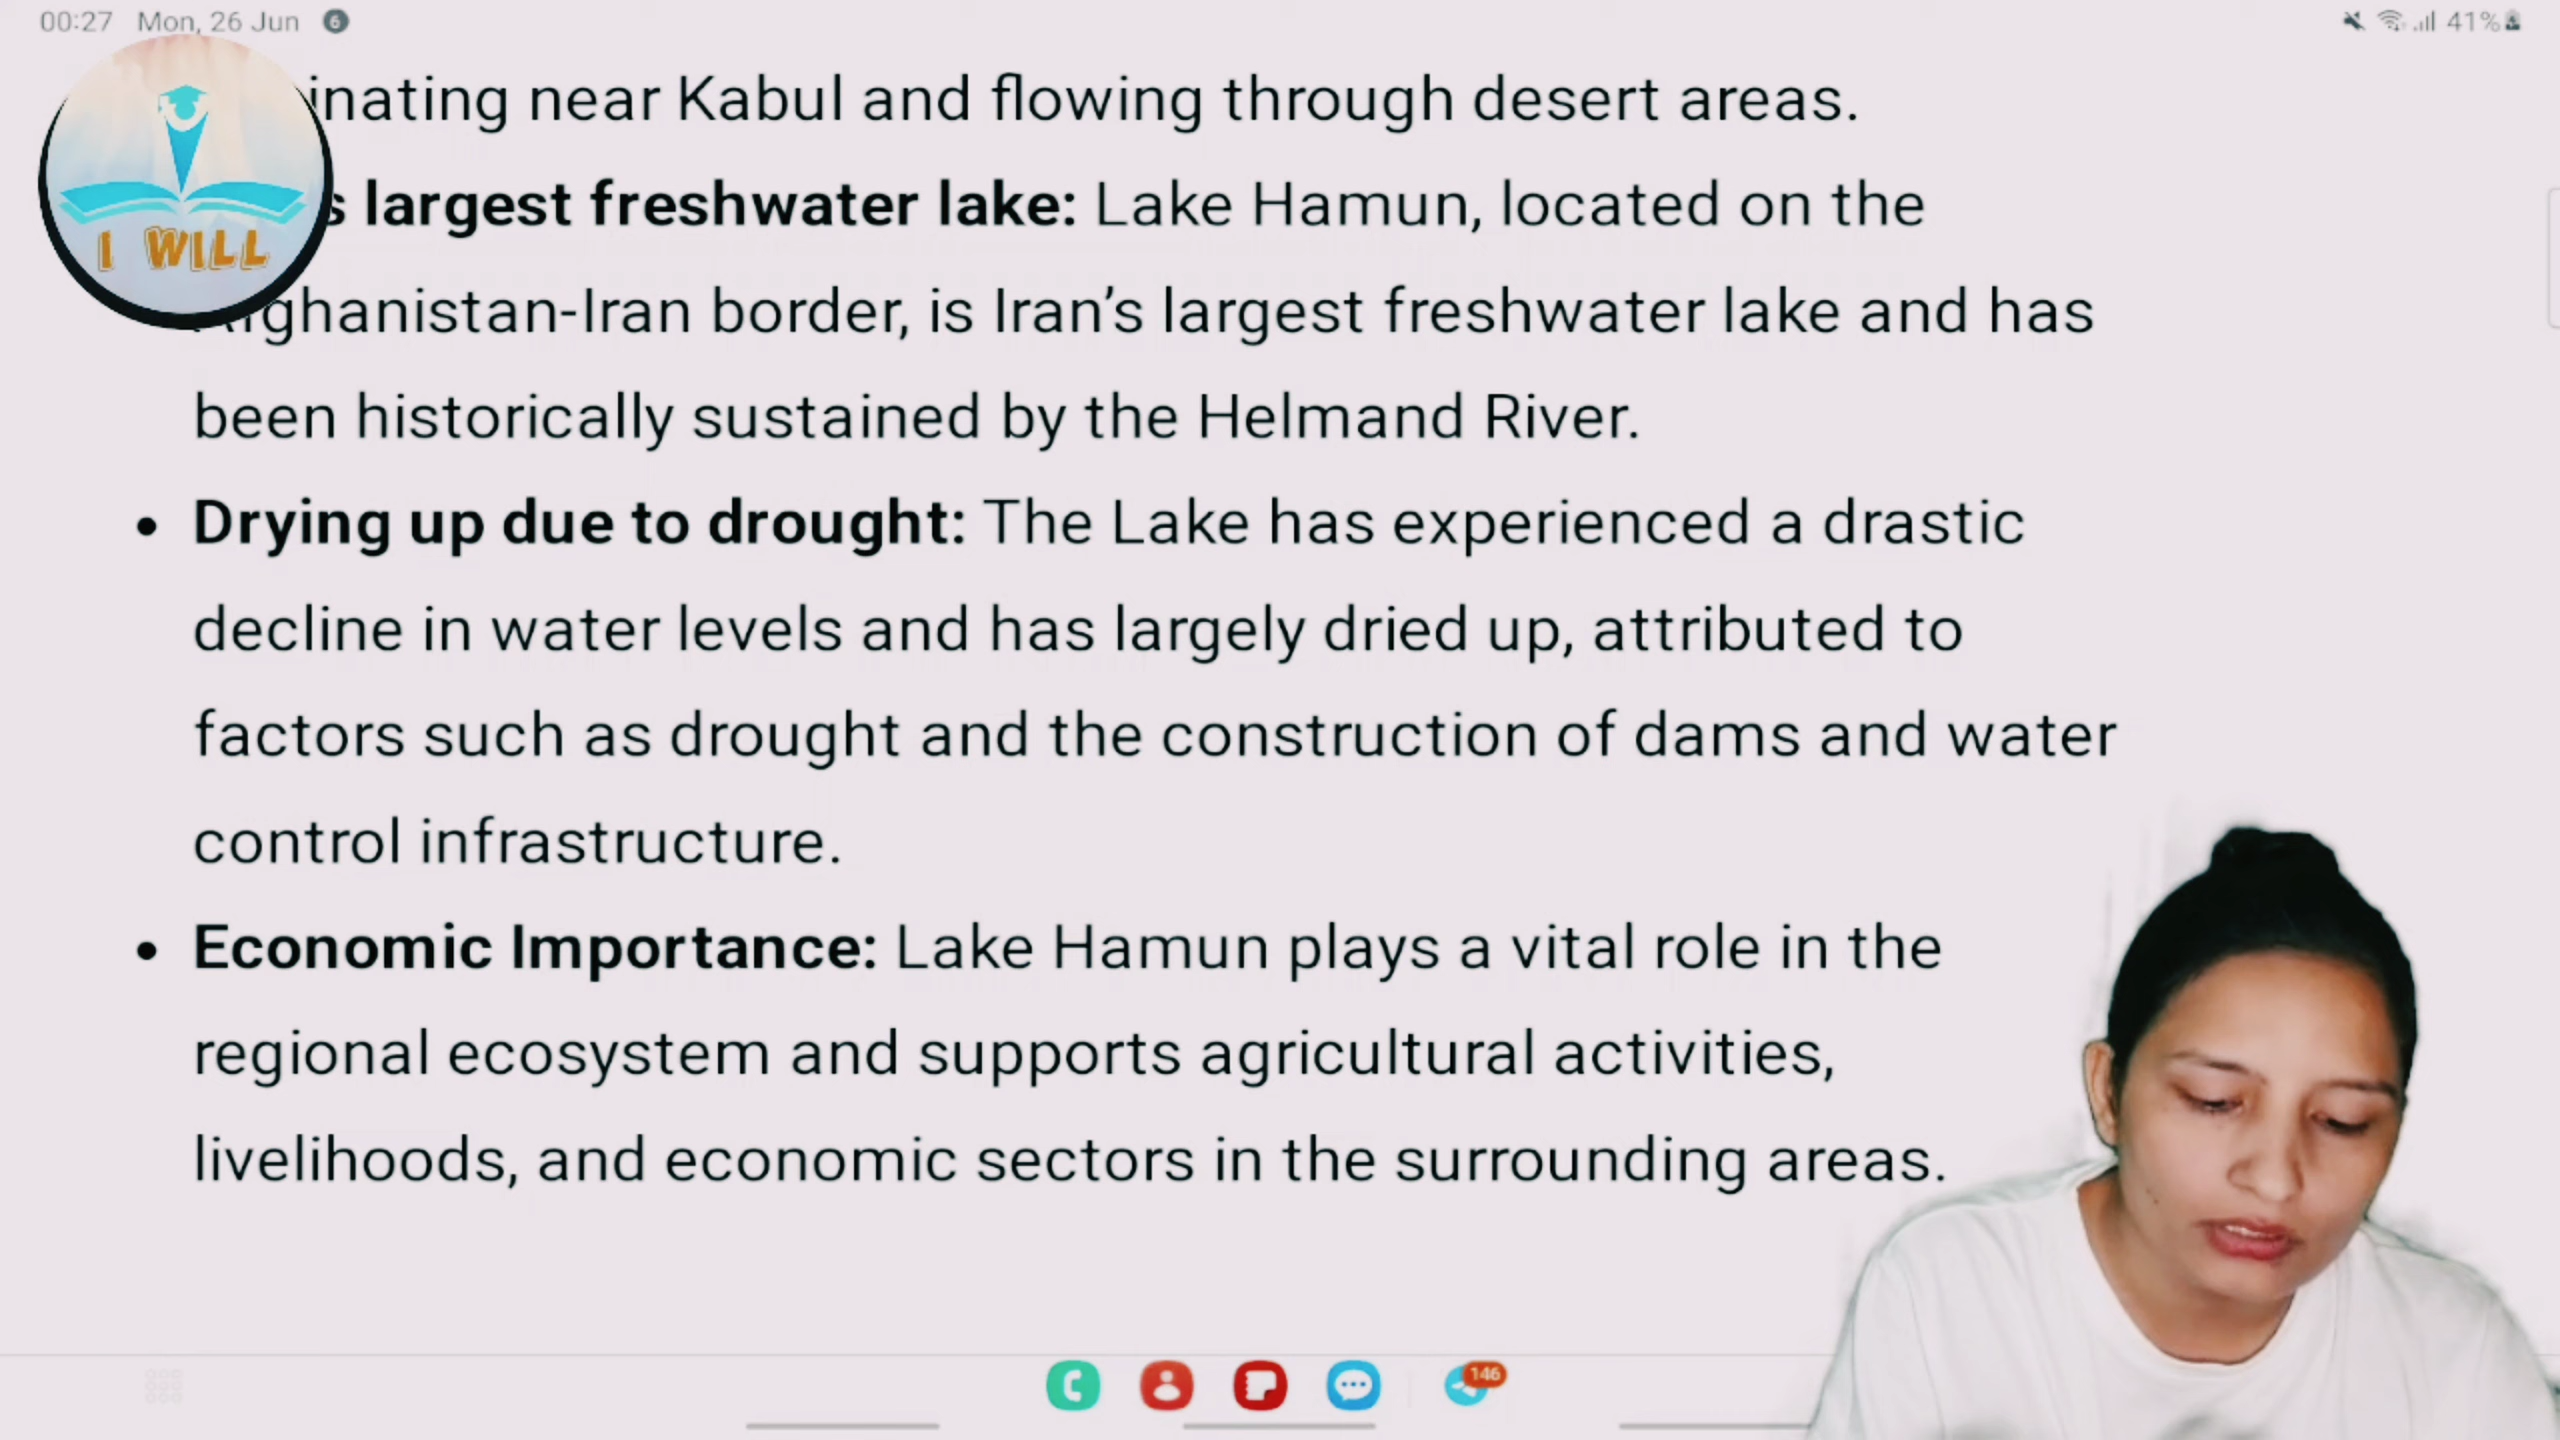 00:27 Mon, 26 Jun 6
41%
inating near Kabul and flowing through desert areas.
s largest freshwater lake: Lake Hamun, located on the
I WILL
ghanistan-Iran border, is Iran's largest freshwater lake and has
been historically sustained by the Helmand River.
• Drying up due to drought: The Lake has experienced a drastic
decline in water levels and has largely dried up, attributed to
factors such as drought and the construction of dams and water
control infrastructure.
• Economic Importance: Lake Hamun plays a vital role in the
regional ecosystem and supports agricultural activities,
livelihoods, and economic sectors in the surrounding areas.
146